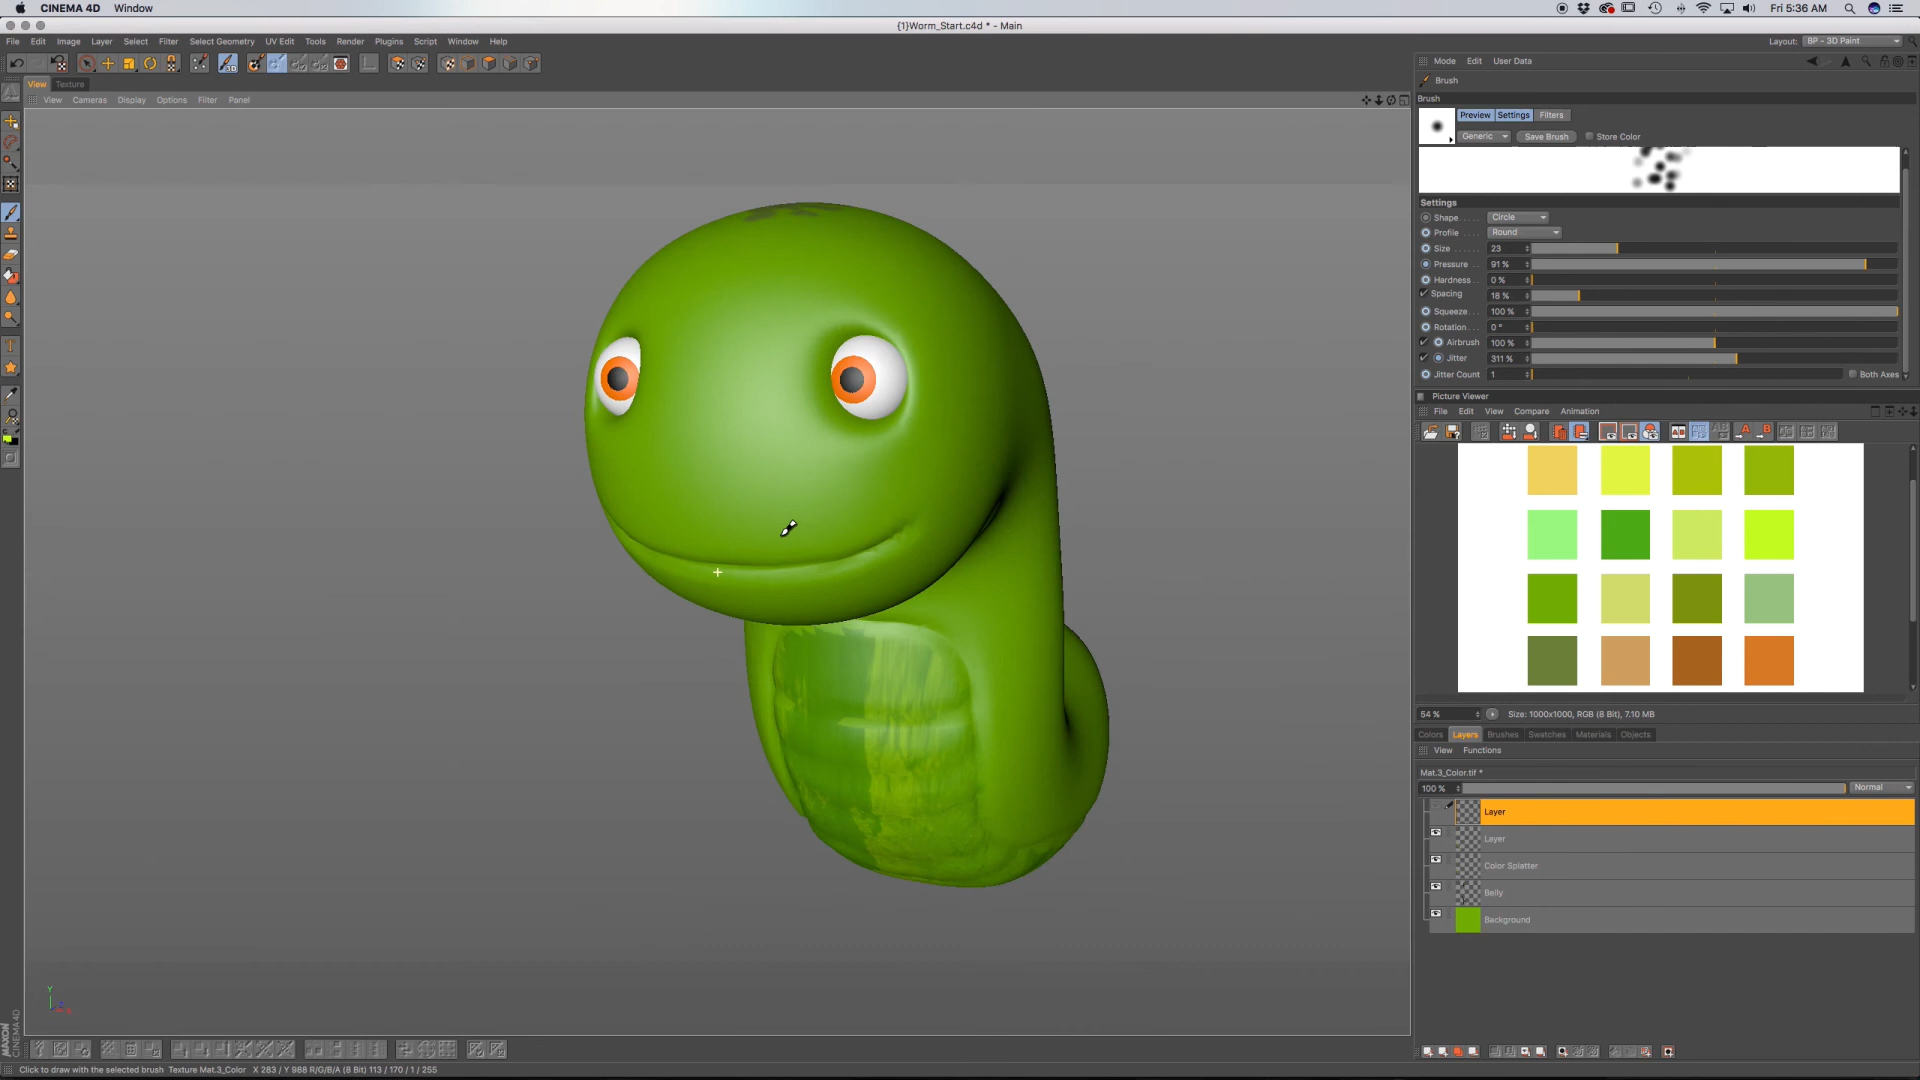 CINEMA 4D Window Fri 5:36 AM
{1}Worm_Start.c4d * - Main
File Edit Image Layer Select Filter Select Geometry UV Edit Tools Render Plugins Script Window Help Layout: BP - 3D Paint
Mode Edit User Data
3D
Brush
View Texture
View Cameras Display Options Filter Panel
Brush
Preview Settings Filters
Generic Save Brush Store Color
Settings
Shape Circle
Profile Round
Size 23
Pressure 91 %
Hardness 0 %
Spacing 18 %
Squeeze 100 %
Rotation 0 °
Airbrush 100 %
Jitter 311 %
Jitter Count 1 Both Axes
Picture Viewer
File Edit View Compare Animation
A B
54 % Size: 1000x1000, RGB (8 Bit), 7.10 MB
Colors Layers Brushes Swatches Materials Objects
View Functions
Mat.3_Color.tif *
100 % Normal
Layer
Layer
Color Splatter
Belly
Background
Y
Z X
MAXON
CINEMA4D
Click to draw with the selected brush Texture Mat.3_Color X 283 / Y 988 R/G/B/A (8 Bit) 113 / 170 / 1 / 255